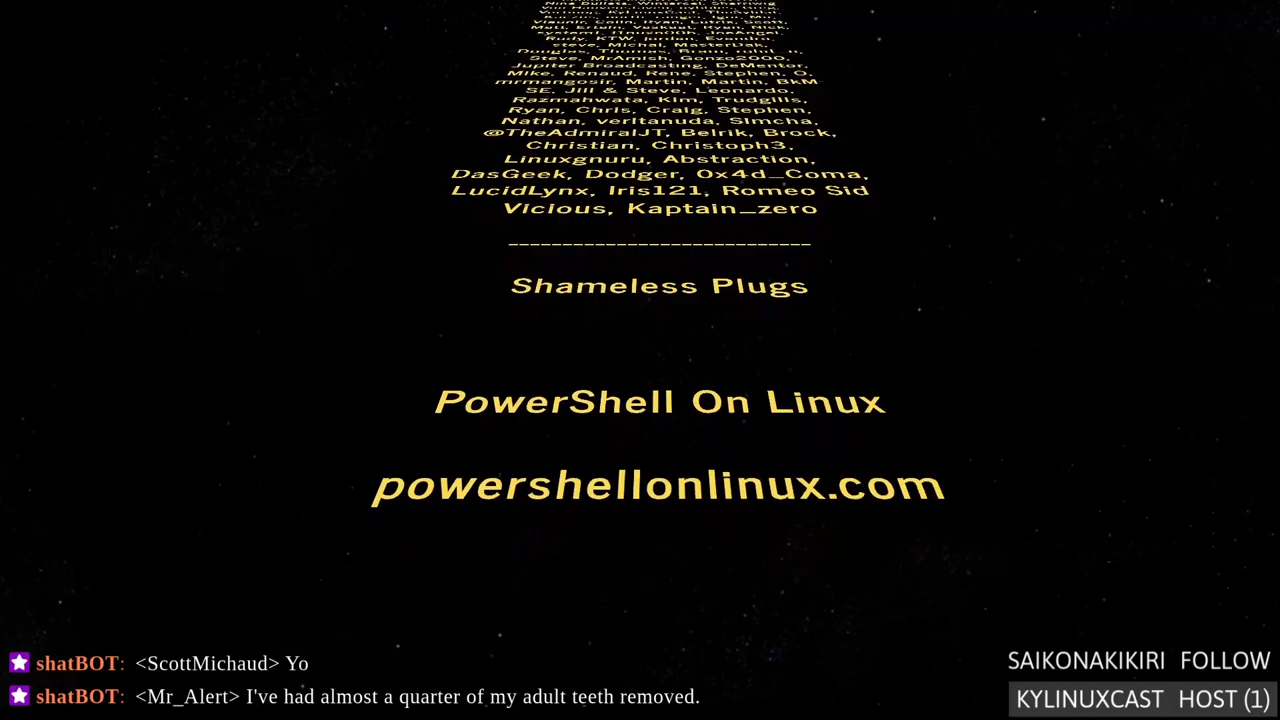 Steve, MrAmish, Gonzo2000,
Jupiter Broadcasting, DeMentor,
Mike, Renaud, Rene, Stephen, O,
mrmangosir, Martin, Martin, BkM
SE, Jill & Steve, Leonardo,
Razmahwata, Kim, Trudgills,
Ryan, Chris, Craig, Stephen,
Nathan, veritanuda, Simcha,
@TheAdmiralJT, Belrik, Brock,
Christian, Christoph3,
Linuxgnuru, Abstraction,
DasGeek, Dodger, 0x4d_Coma,
LucidLynx, Iris121, Romeo Sid
Vicious, Kaptain_zero
----------------------------
Shameless Plugs
PowerShell On Linux
powershellonlinux.com
shatBOT: <ScottMichaud> Yo
shatBOT: <Mr_Alert> I've had almost a quarter of my adult teeth removed.
SAIKONAKIKIRI FOLLOW
KYLINUXCAST HOST (1)